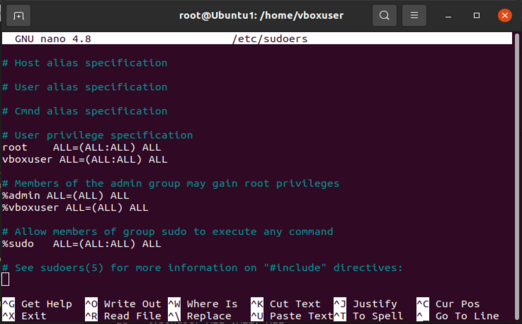 root@Ubuntu1: /home/vboxuser
GNU nano 4.8 /etc/sudoers
# Host alias specification
# User alias specification
# Cmnd alias specification
# User privilege specification
root ALL=(ALL:ALL) ALL
vboxuser ALL=(ALL:ALL) ALL
# Members of the admin group may gain root privileges
%admin ALL=(ALL) ALL
%vboxuser ALL=(ALL) ALL
# Allow members of group sudo to execute any command
%sudo ALL=(ALL:ALL) ALL
# See sudoers(5) for more information on "#include" directives:
^G Get Help ^O Write Out ^W Where Is ^K Cut Text ^J Justify ^C Cur Pos
^X Exit ^R Read File ^\ Replace ^U Paste Text ^T To Spell ^_ Go To Line